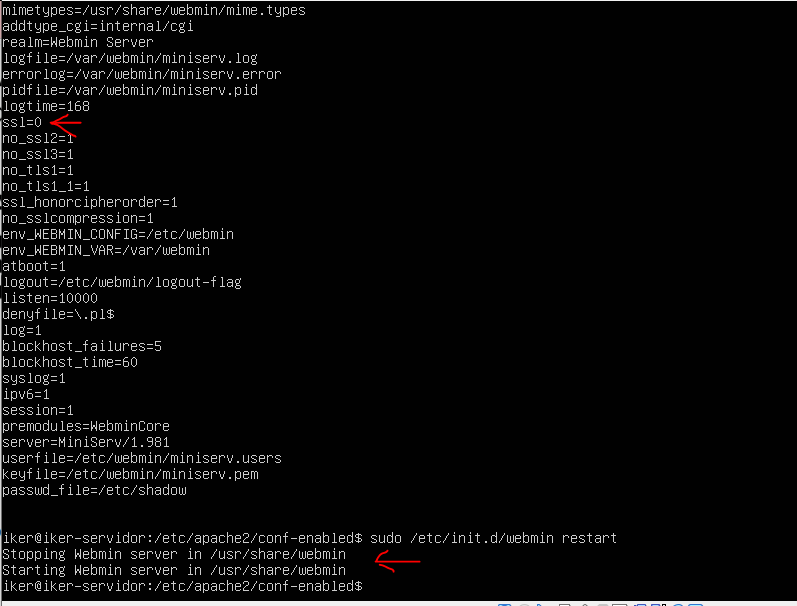 mimetypes=/usr/share/webmin/mime.types
addtype_cgi=internal/cgi
realm=Webmin Server
logfile=/var/webmin/miniserv.log
errorlog=/var/webmin/miniserv.error
pidfile=/var/webmin/miniserv.pid
logtime=168
ssl=0
no_ssl2=1
no_ssl3=1
no_tls1=1
no_tls1_1=1
ssl_honorcipherorder=1
no_sslcompression=1
env_WEBMIN_CONFIG=/etc/webmin
env_WEBMIN_VAR=/var/webmin
atboot=1
logout=/etc/webmin/logout-flag
listen=10000
denyfile=\.pl$
log=1
blockhost_failures=5
blockhost_time=60
syslog=1
ipv6=1
session=1
premodules=WebminCore
server=MiniServ/1.981
userfile=/etc/webmin/miniserv.users
keyfile=/etc/webmin/miniserv.pem
passwd_file=/etc/shadow
iker@iker-servidor:/etc/apache2/conf-enabled$ sudo /etc/init.d/webmin restart
Stopping Webmin server in /usr/share/webmin
Starting Webmin server in /usr/share/webmin
iker@iker-servidor:/etc/apache2/conf-enabled$